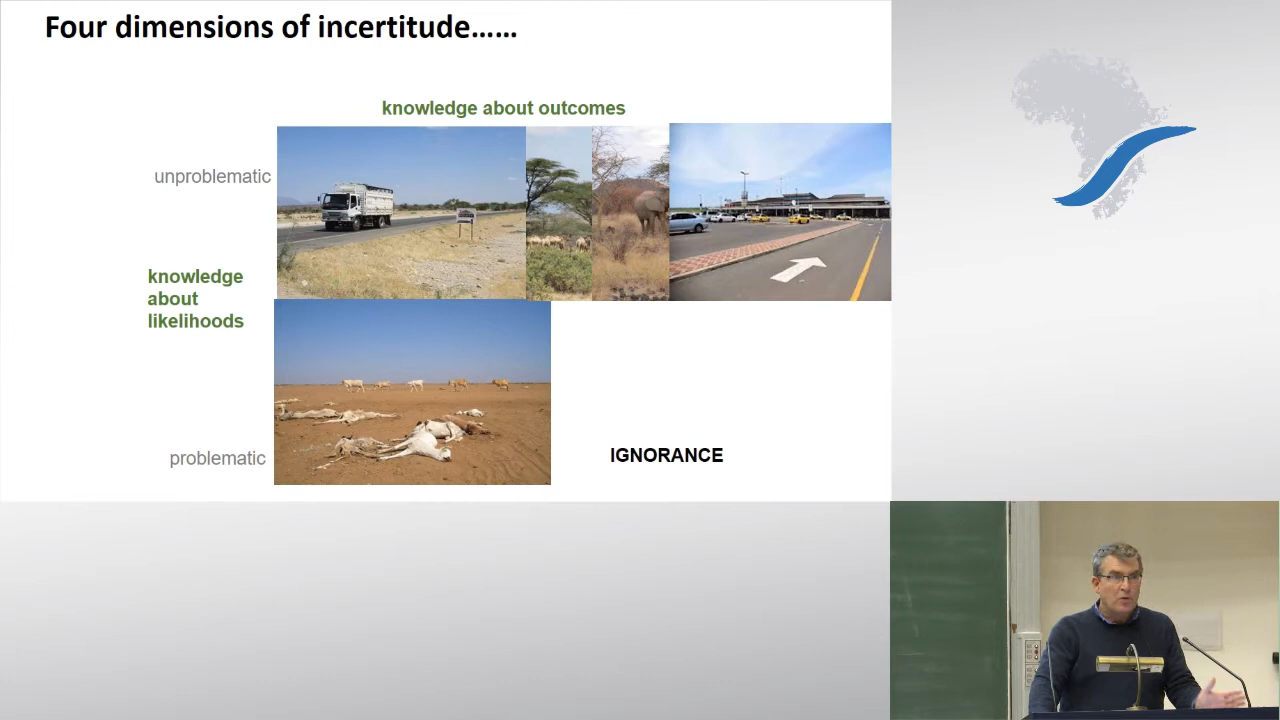 Four dimensions of incertitude......
knowledge about outcomes
unproblematic
knowledge
about
likelihoods
problematic
IGNORANCE